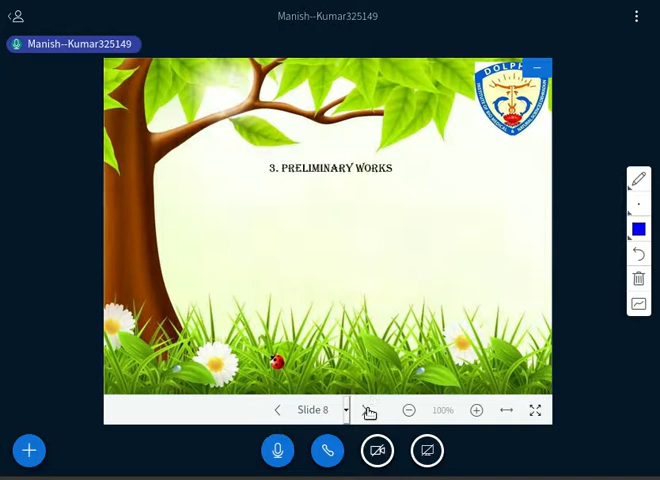 Manish--Kumar325149
Manish--Kumar325149
DOLPH
3. PRELIMINARY WORKS
Slide 8
100%